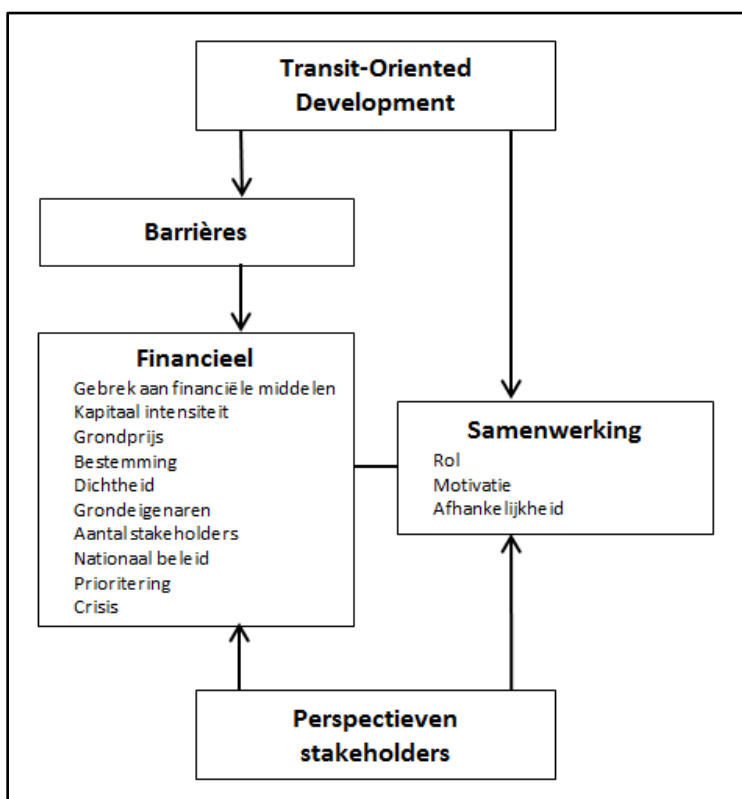 Transit-Oriented
Development
Barrières
Financieel
Gebrek aan financiële middelen
Kapitaal intensiteit
Grondprijs
Bestemming
Dichtheid
Grondeigenaren
Aantal stakeholders
Nationaal beleid
Prioritering
Crisis
Samenwerking
Rol
Motivatie
Afhankelijkheid
Perspectieven
stakeholders